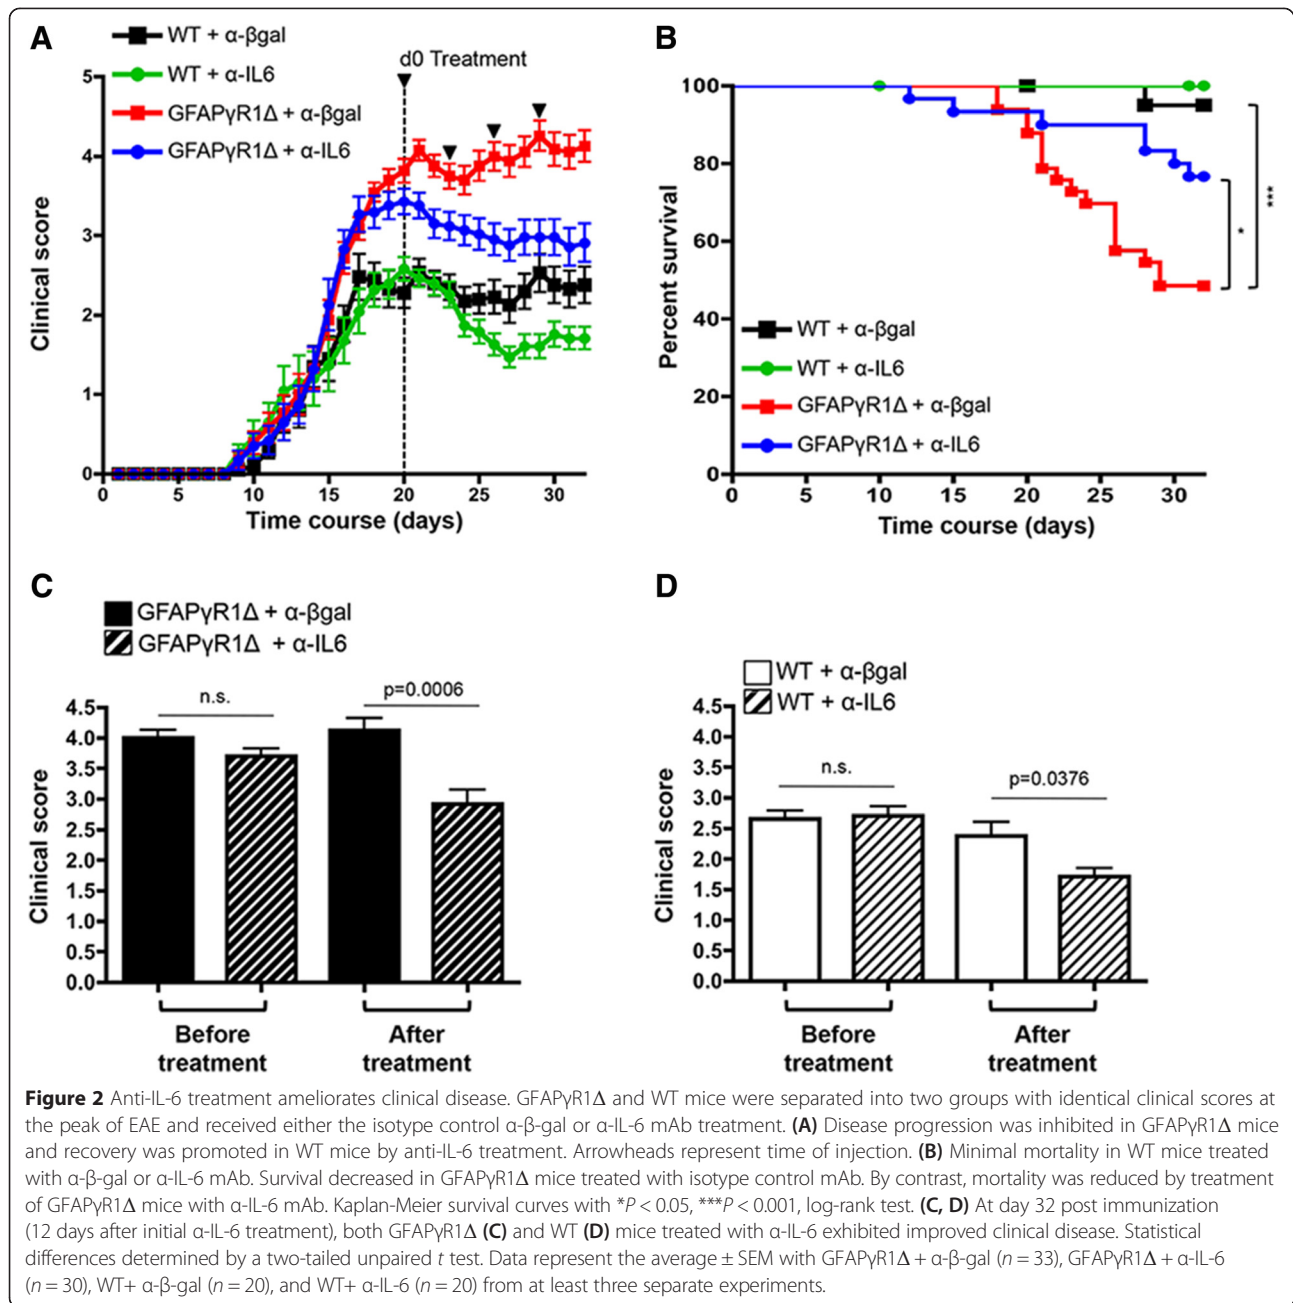 A
WT + α-βgal
WT + α-IL6
GFAPγR1Δ + α-βgal
GFAPγR1Δ + α-IL6
d0 Treatment
5
4
3
2
1
0
Clinical score
0 5 10 15 20 25 30
Time course (days)
B
100
80
60
40
20
0
Percent survival
***
*
WT + α-βgal
WT + α-IL6
GFAPγR1Δ + α-βgal
GFAPγR1Δ + α-IL6
0 5 10 15 20 25 30
Time course (days)
C
GFAPγR1Δ + α-βgal
GFAPγR1Δ + α-IL6
n.s.
p=0.0006
4.5
4.0
3.5
3.0
2.5
2.0
1.5
1.0
0.5
0.0
Clinical score
Before treatment
After treatment
D
WT + α-βgal
WT + α-IL6
n.s.
p=0.0376
4.5
4.0
3.5
3.0
2.5
2.0
1.5
1.0
0.5
0.0
Clinical score
Before treatment
After treatment
Figure 2 Anti-IL-6 treatment ameliorates clinical disease. GFAPγR1Δ and WT mice were separated into two groups with identical clinical scores at
the peak of EAE and received either the isotype control α-β-gal or α-IL-6 mAb treatment. (A) Disease progression was inhibited in GFAPγR1Δ mice
and recovery was promoted in WT mice by anti-IL-6 treatment. Arrowheads represent time of injection. (B) Minimal mortality in WT mice treated
with α-β-gal or α-IL-6 mAb. Survival decreased in GFAPγR1Δ mice treated with isotype control mAb. By contrast, mortality was reduced by treatment
of GFAPγR1Δ mice with α-IL-6 mAb. Kaplan-Meier survival curves with *P < 0.05, ***P < 0.001, log-rank test. (C, D) At day 32 post immunization
(12 days after initial α-IL-6 treatment), both GFAPγR1Δ (C) and WT (D) mice treated with α-IL-6 exhibited improved clinical disease. Statistical
differences determined by a two-tailed unpaired t test. Data represent the average ± SEM with GFAPγR1Δ + α-β-gal (n = 33), GFAPγR1Δ + α-IL-6
(n = 30), WT+ α-β-gal (n = 20), and WT+ α-IL-6 (n = 20) from at least three separate experiments.